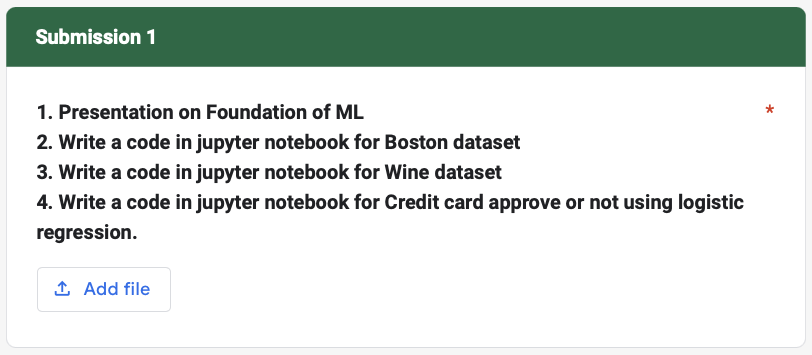 Submission 1
1. Presentation on Foundation of ML *
2. Write a code in jupyter notebook for Boston dataset
3. Write a code in jupyter notebook for Wine dataset
4. Write a code in jupyter notebook for Credit card approve or not using logistic
regression.
Add file